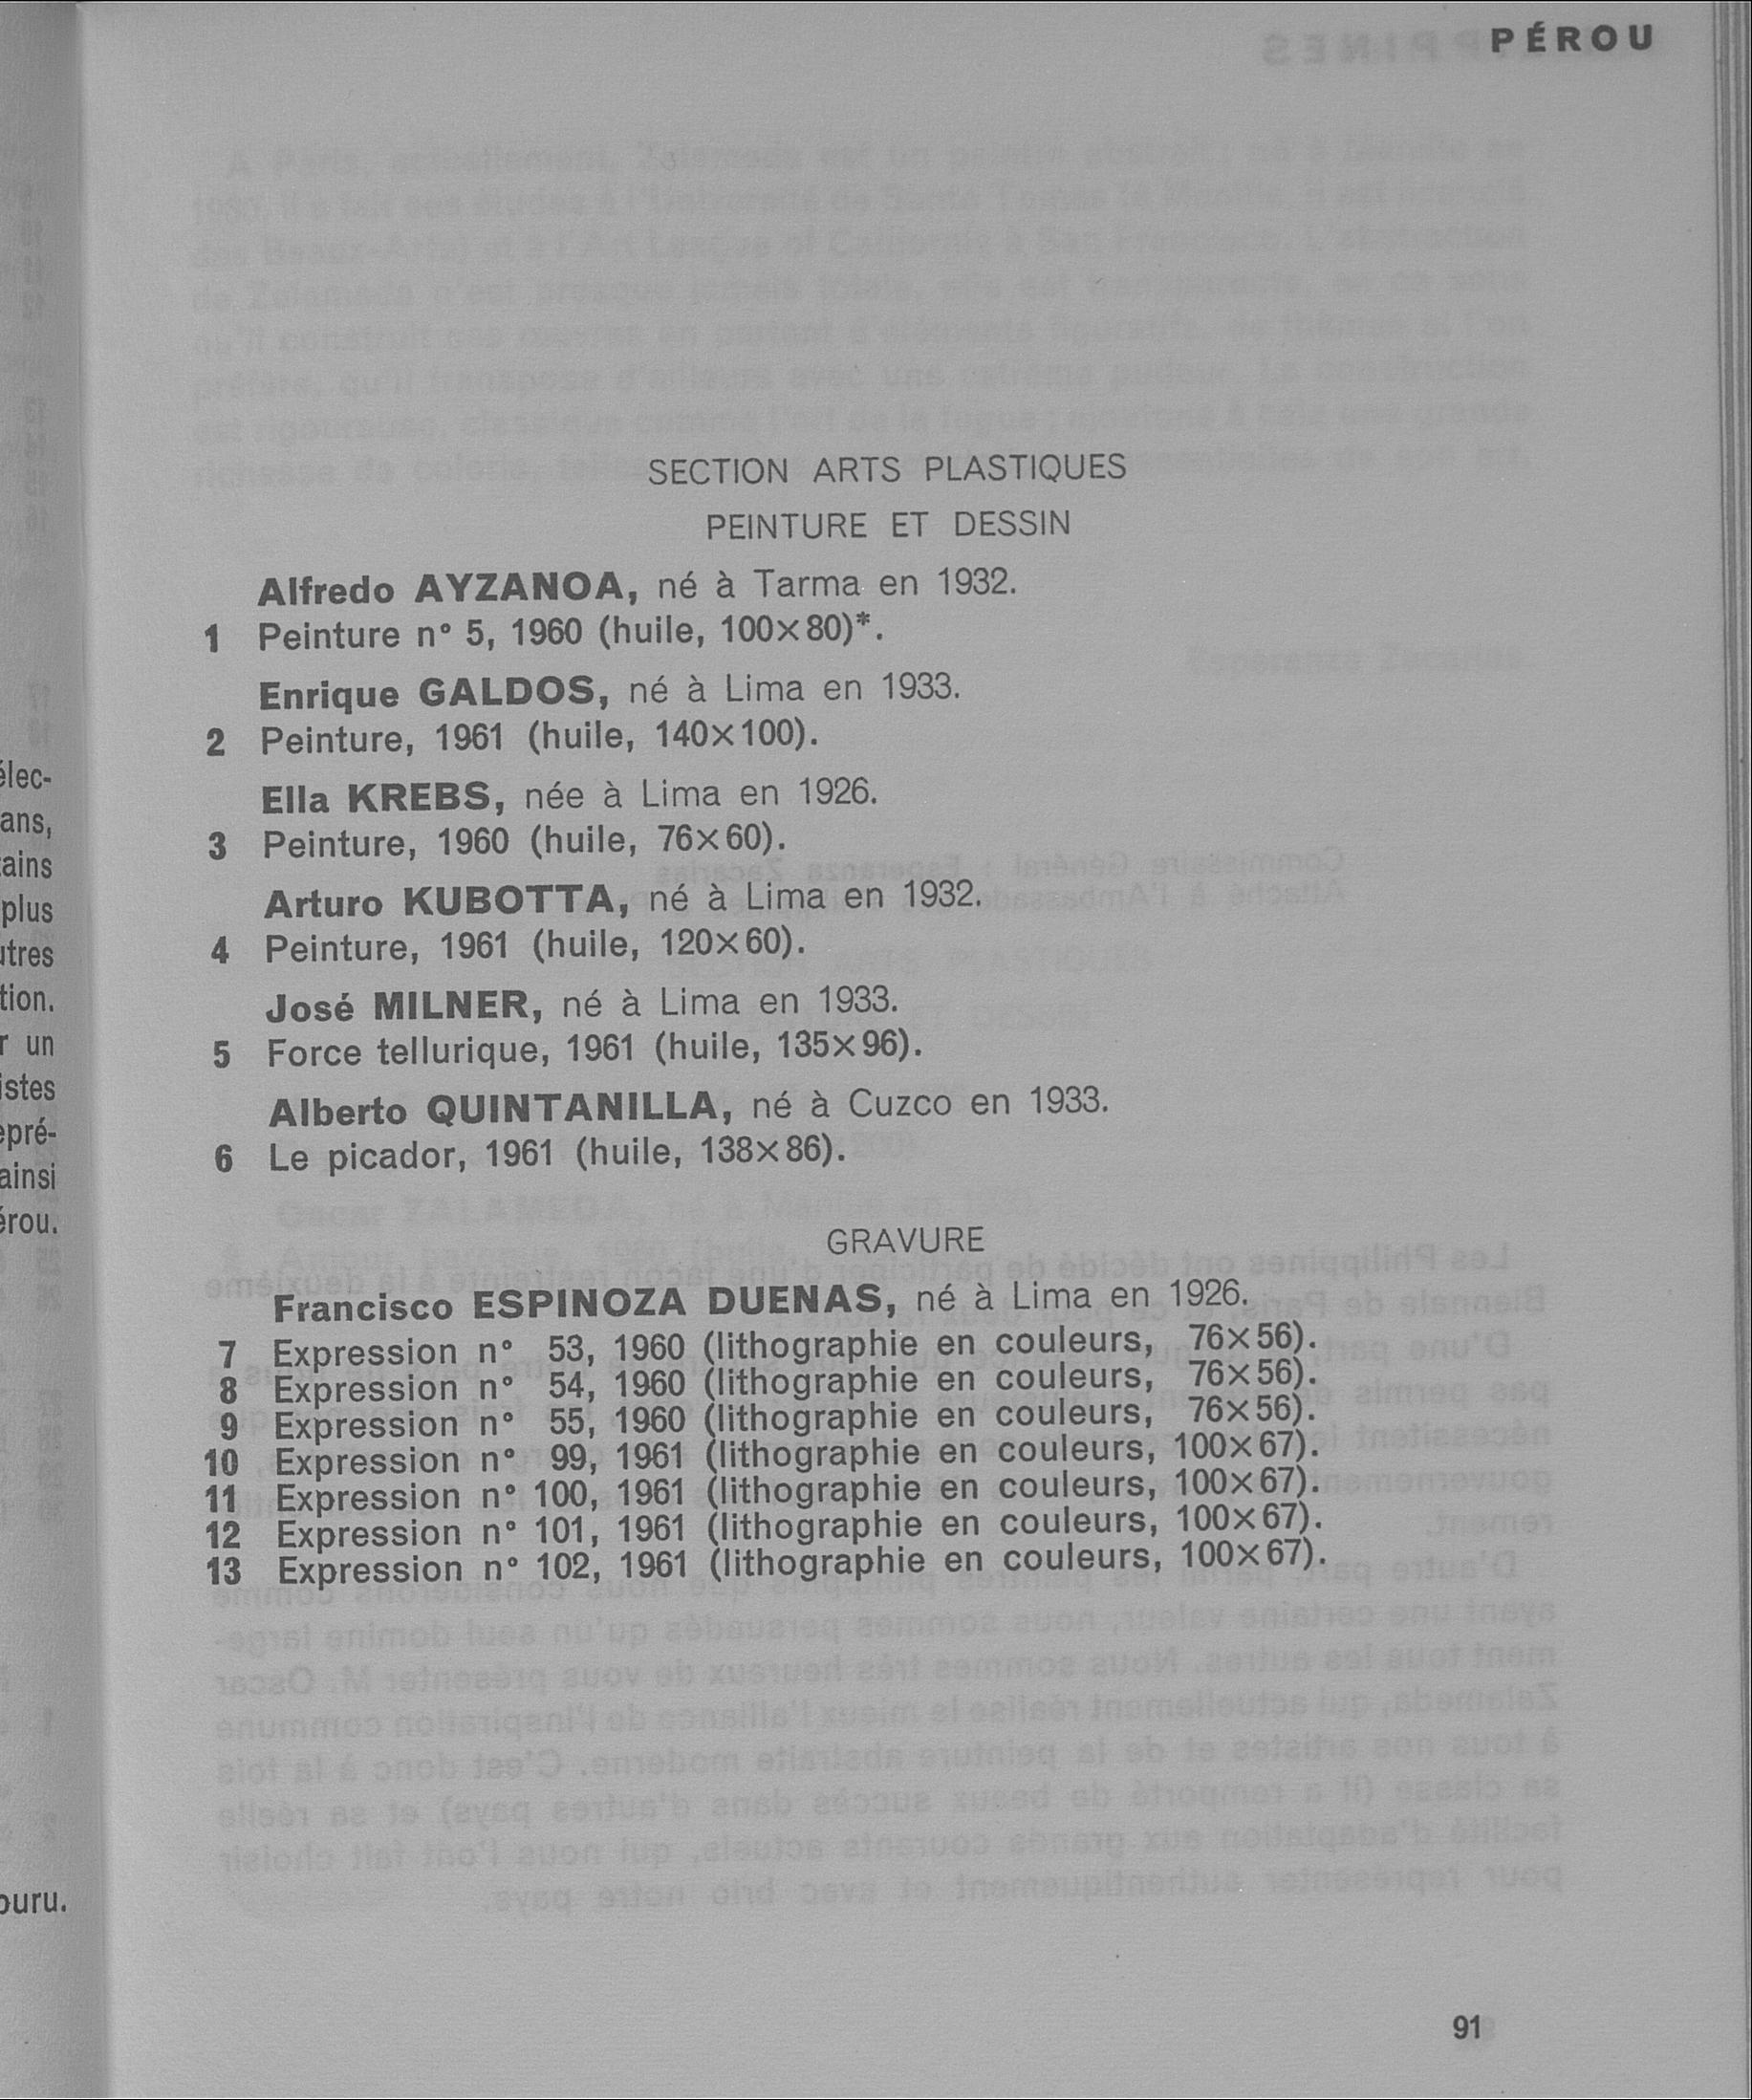 PÉROU
SECTION ARTS PLASTIQUES
PEINTURE ET DESSIN
Alfredo AYZANOA, né à Tarma en 1932.
1 Peinture n° 5, 1960 (huile, 100×80)*.
Enrique GALDOS, né à Lima en 1933.
2 Peinture, 1961 (huile, 140×100).
Ella KREBS, née à Lima en 1926.
3 Peinture, 1960 (huile, 76×60).
Arturo KUBOTTA, né à Lima en 1932.
4 Peinture, 1961 (huile, 120×60).
José MILNER, né à Lima en 1933.
5 Force tellurique, 1961 (huile, 135×96).
Alberto QUINTANILLA, né à Cuzco en 1933.
6 Le picador, 1961 (huile, 138×86).
GRAVURE
Francisco ESPINOZA DUENAS, né à Lima en 1926.
7 Expression n° 53, 1960 (lithographie en couleurs, 76×56).
8 Expression n° 54, 1960 (lithographie en couleurs, 76×56).
9 Expression n° 55, 1960 (lithographie en couleurs, 76×56).
10 Expression n° 99, 1961 (lithographie en couleurs, 100×67).
11 Expression n° 100, 1961 (lithographie en couleurs, 100×67).
12 Expression n° 101, 1961 (lithographie en couleurs, 100×67).
13 Expression n° 102, 1961 (lithographie en couleurs, 100×67).
91